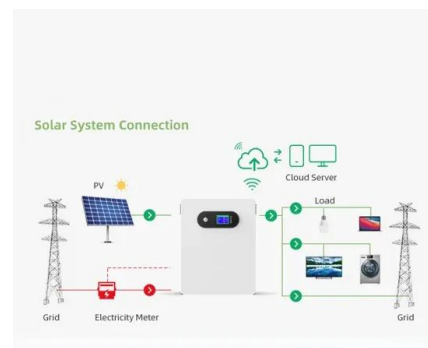 Solar System Connection
Cloud Server
PV
Load
Grid
Electricity Meter
Grid